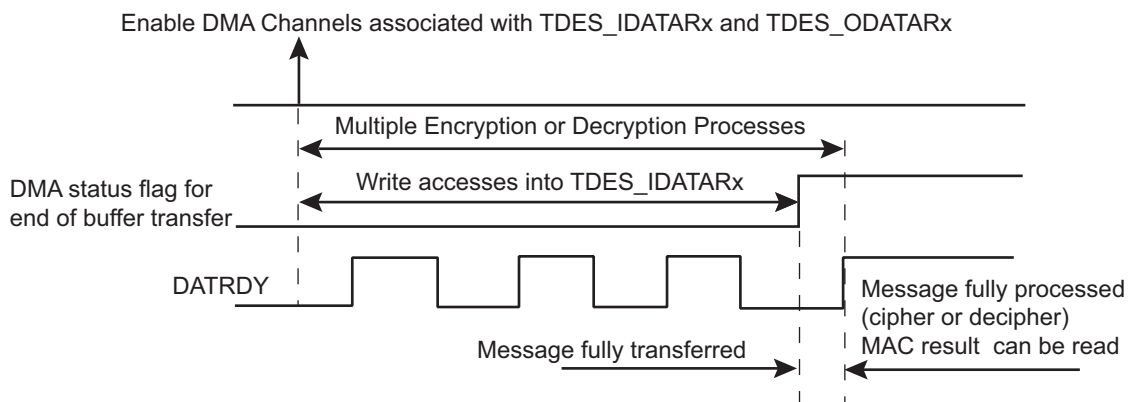 Enable DMA Channels associated with TDES_IDATARx and TDES_ODATARx
Multiple Encryption or Decryption Processes
Write accesses into TDES_IDATARx
DMA status flag for
end of buffer transfer
DATRDY
Message fully processed
(cipher or decipher)
MAC result can be read
Message fully transferred